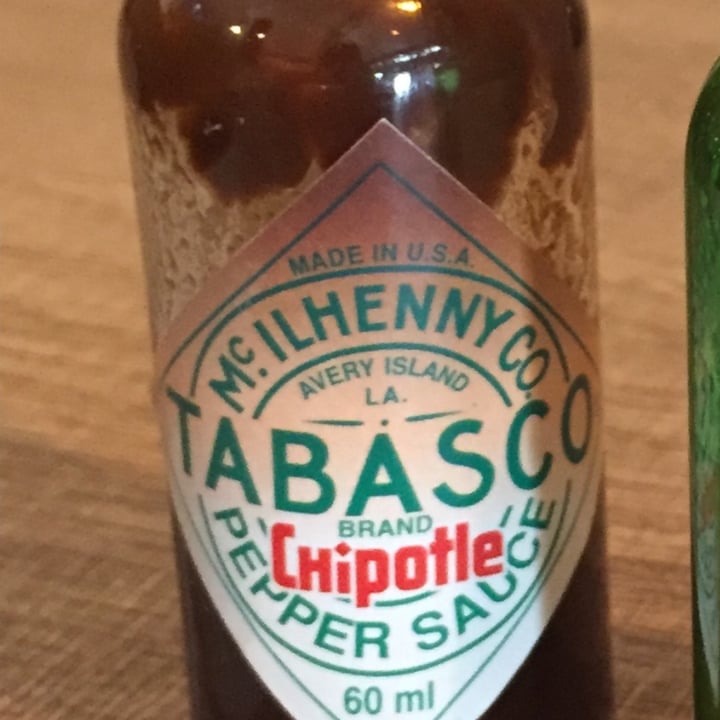 MADE IN U.S.A.
McILHENNY CO.
AVERY ISLAND
LA.
TABASCO
BRAND
CHipotle
PEPPER SAUCE
60 ml